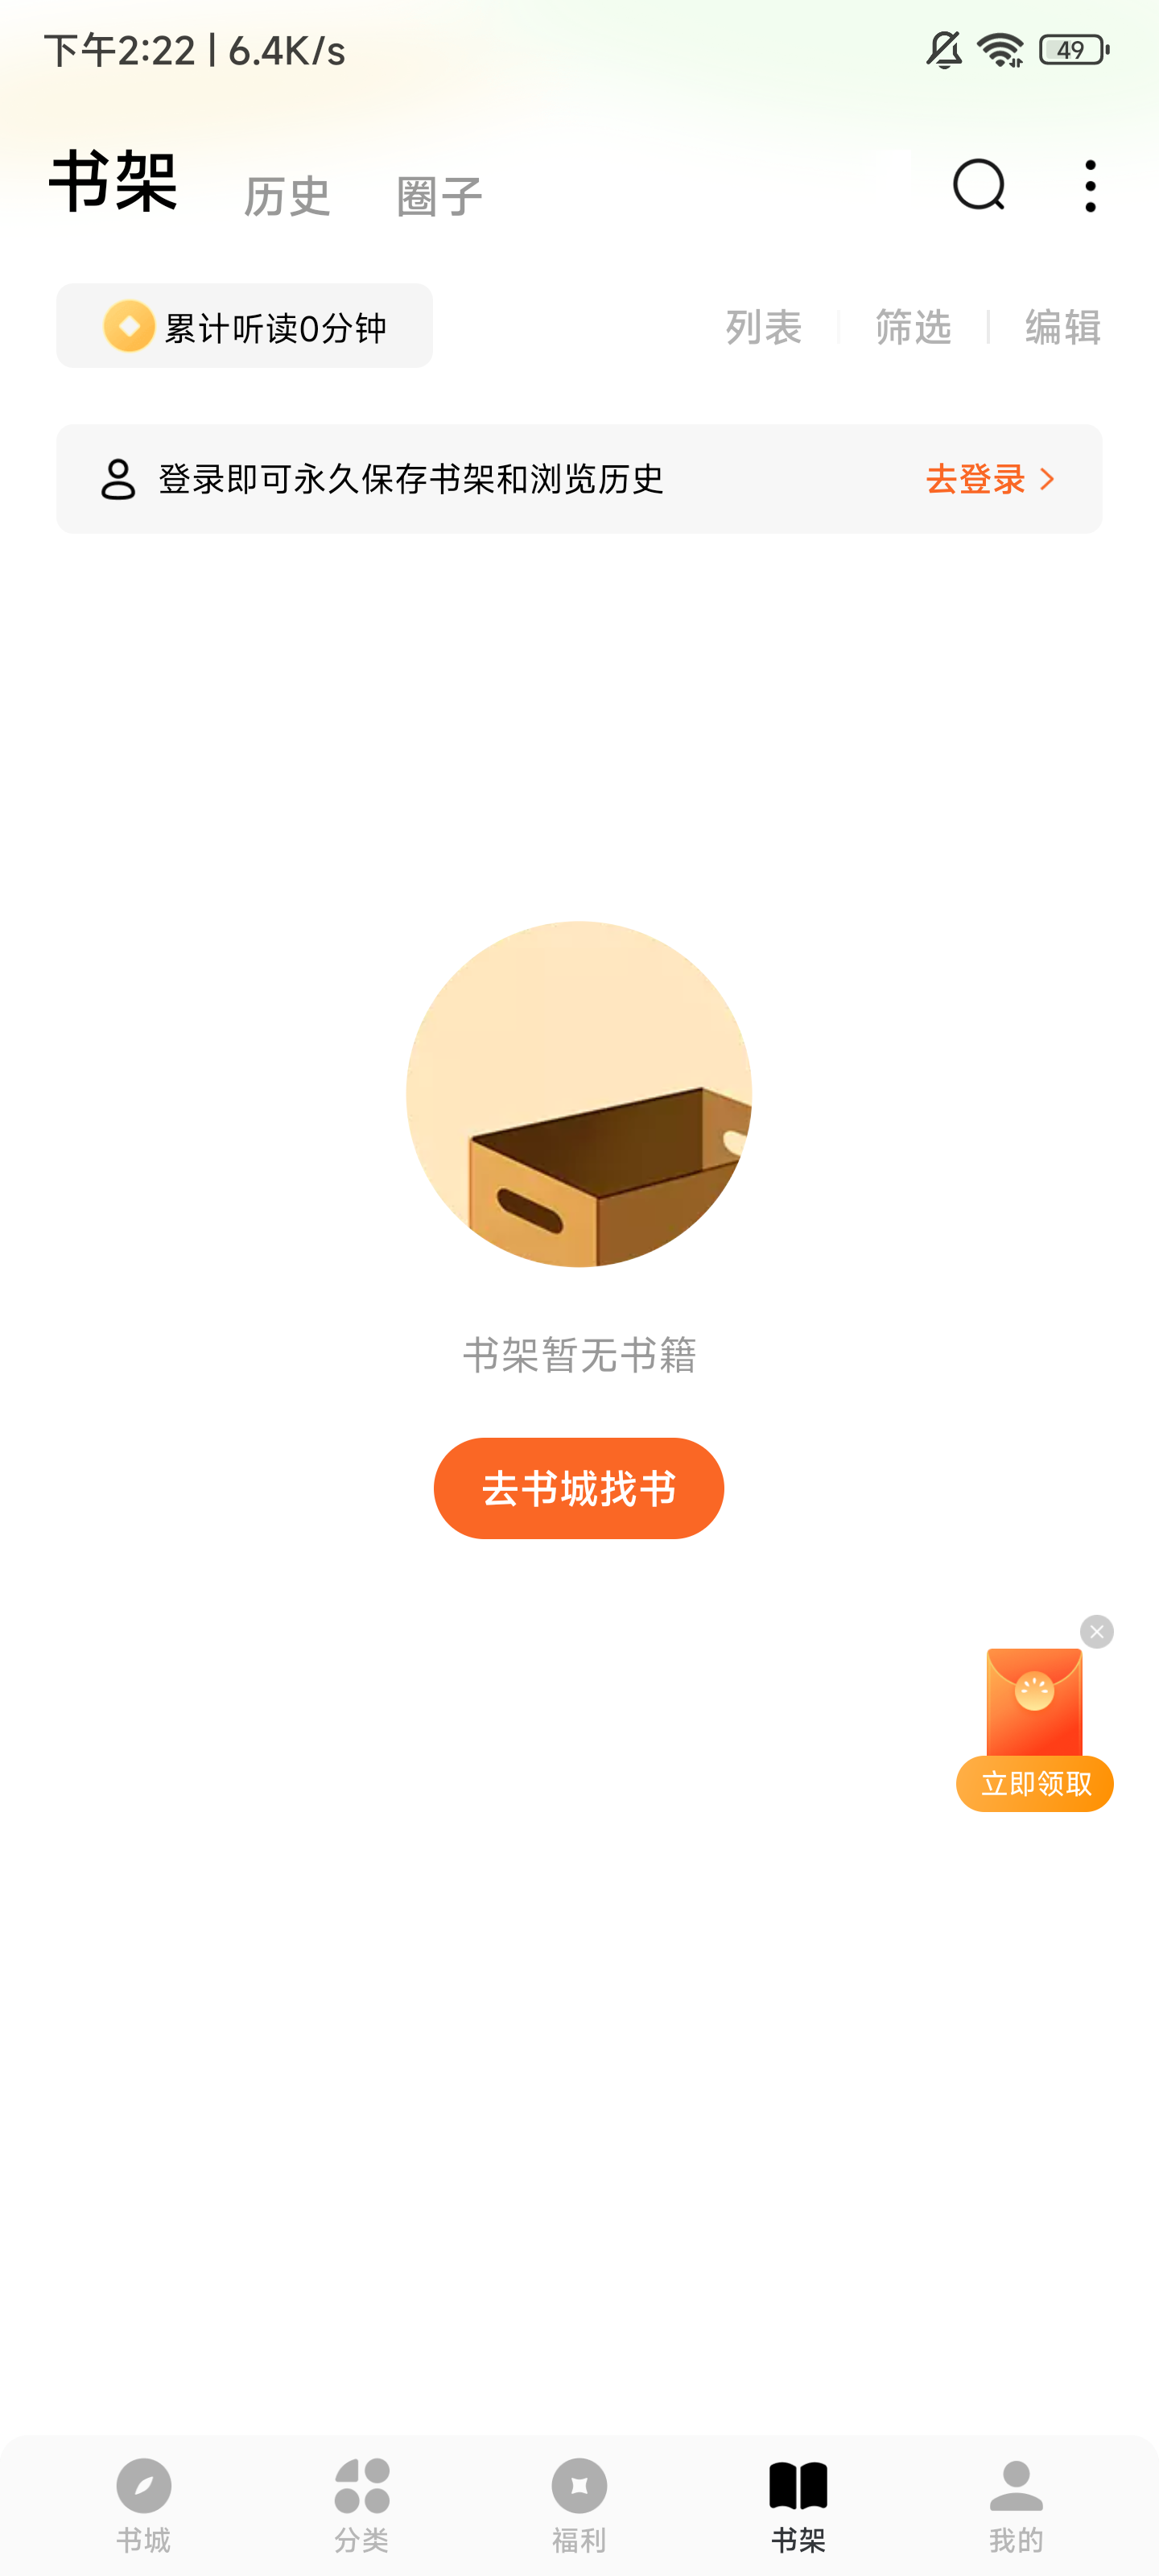 下午2:22 | 6.4K/s
49
书架 历史 圈子
累计听读0分钟
列表 筛选 编辑
登录即可永久保存书架和浏览历史 去登录
书架暂无书籍
去书城找书
立即领取
书城 分类 福利 书架 我的